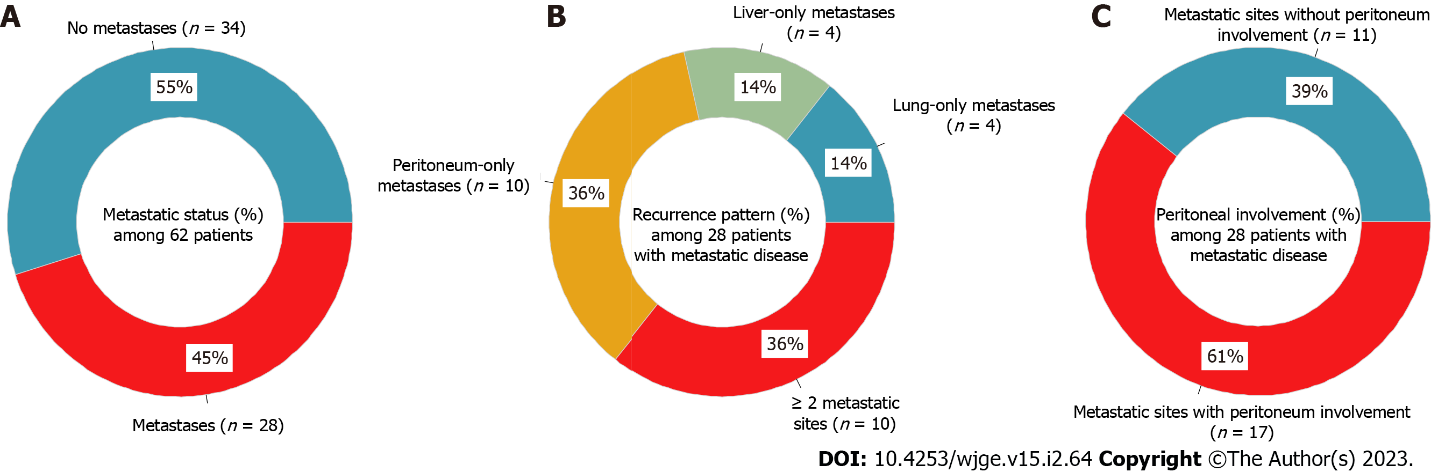 A
No metastases (n = 34)
55%
Metastatic status (%)
among 62 patients
45%
Metastases (n = 28)
B
Liver-only metastases
(n = 4)
14%
Lung-only metastases
(n = 4)
14%
Peritoneum-only
metastases (n = 10)
36%
Recurrence pattern (%)
among 28 patients
with metastatic disease
36%
≥ 2 metastatic
sites (n = 10)
C
Metastatic sites without peritoneum
involvement (n = 11)
39%
Peritoneal involvement (%)
among 28 patients with
metastatic disease
61%
Metastatic sites with peritoneum involvement
(n = 17)
DOI: 10.4253/wjge.v15.i2.64 Copyright ©The Author(s) 2023.